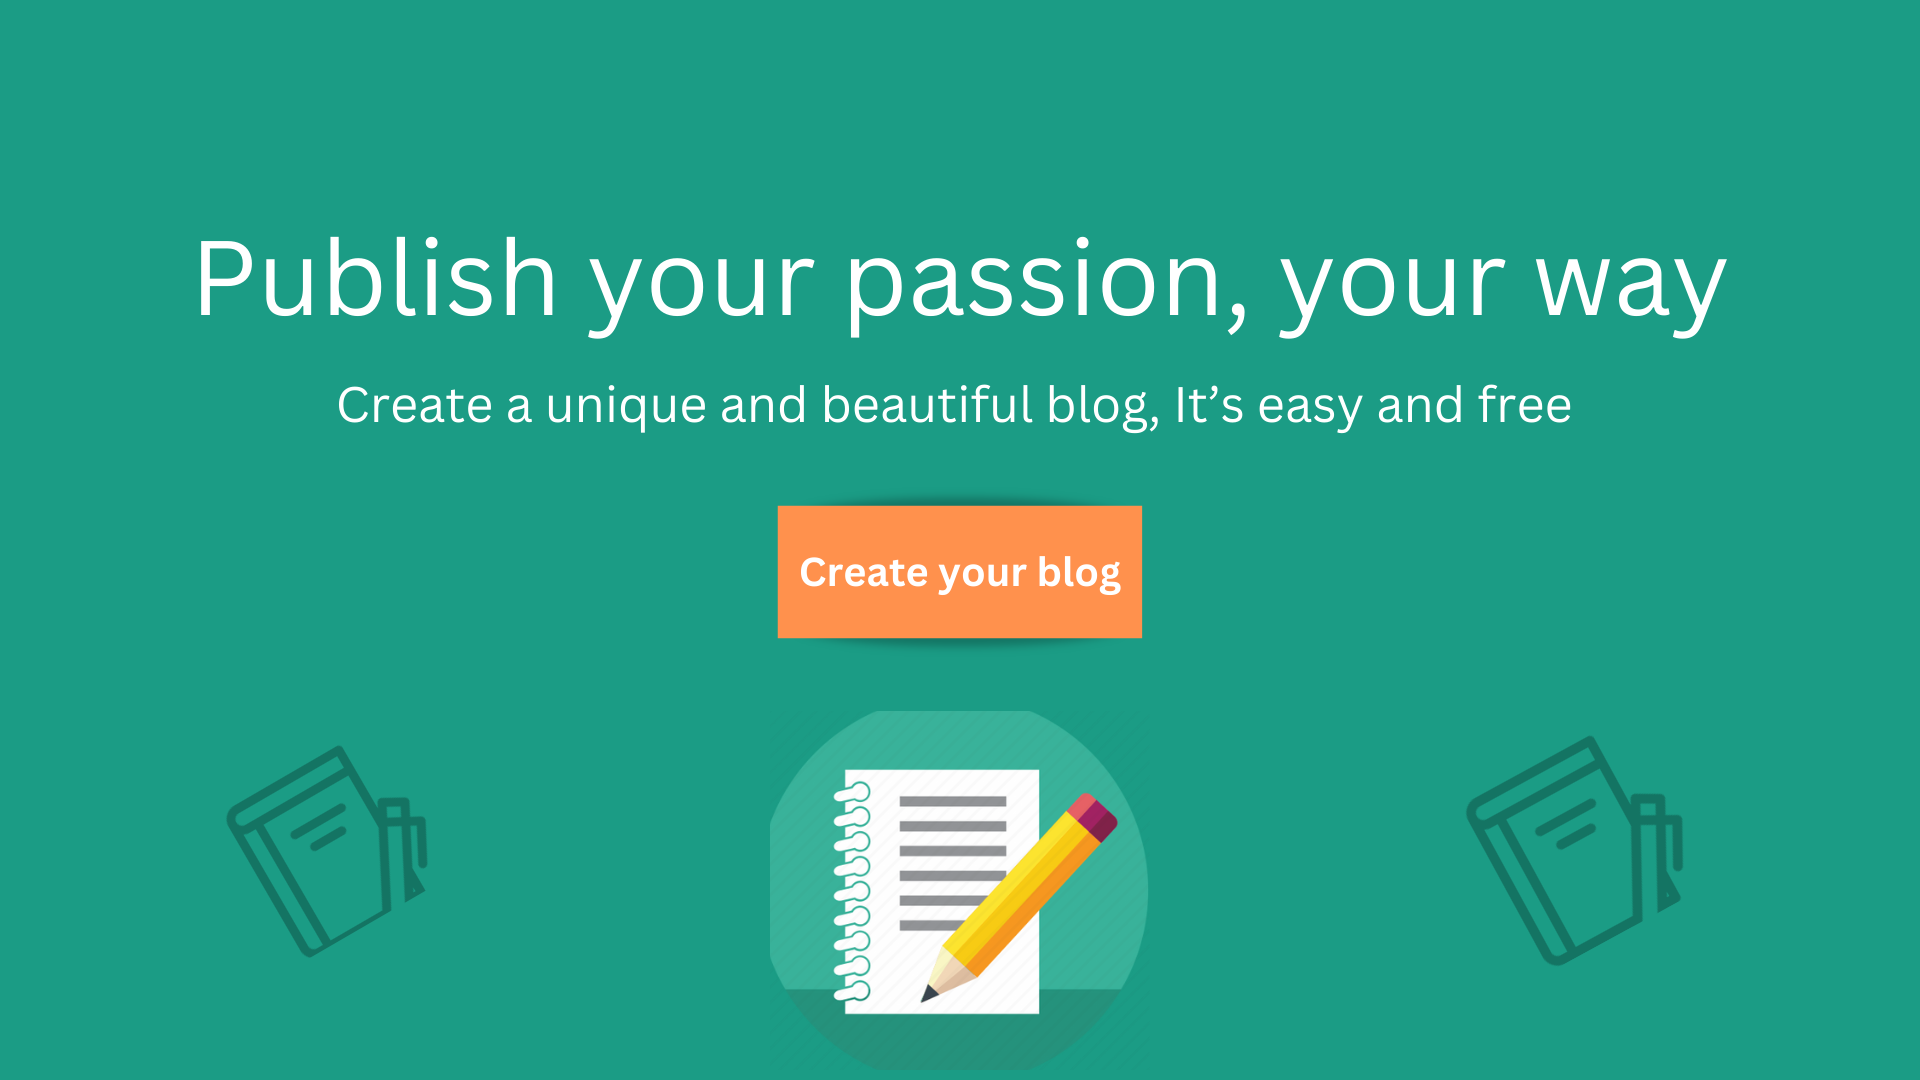 Publish your passion, your way
Create a unique and beautiful blog, It’s easy and free
Create your blog